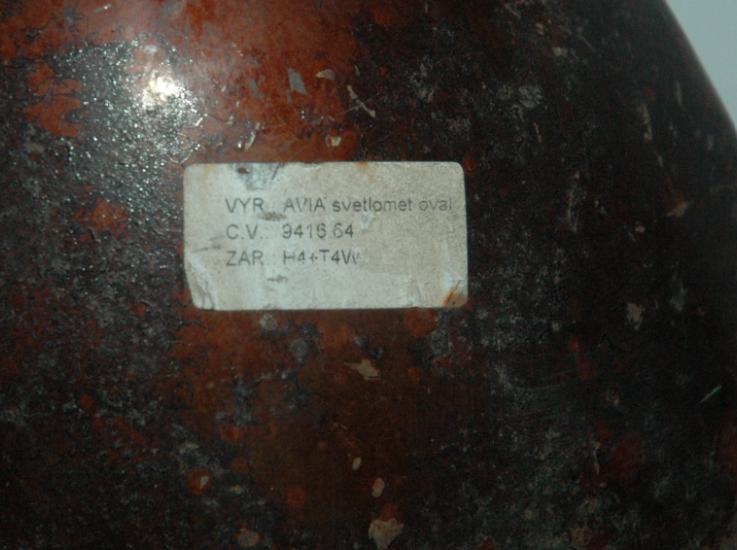 VYR.: AVIA svetlomet oval
C.V.: 9416.64
ZAR.: H4+T4W